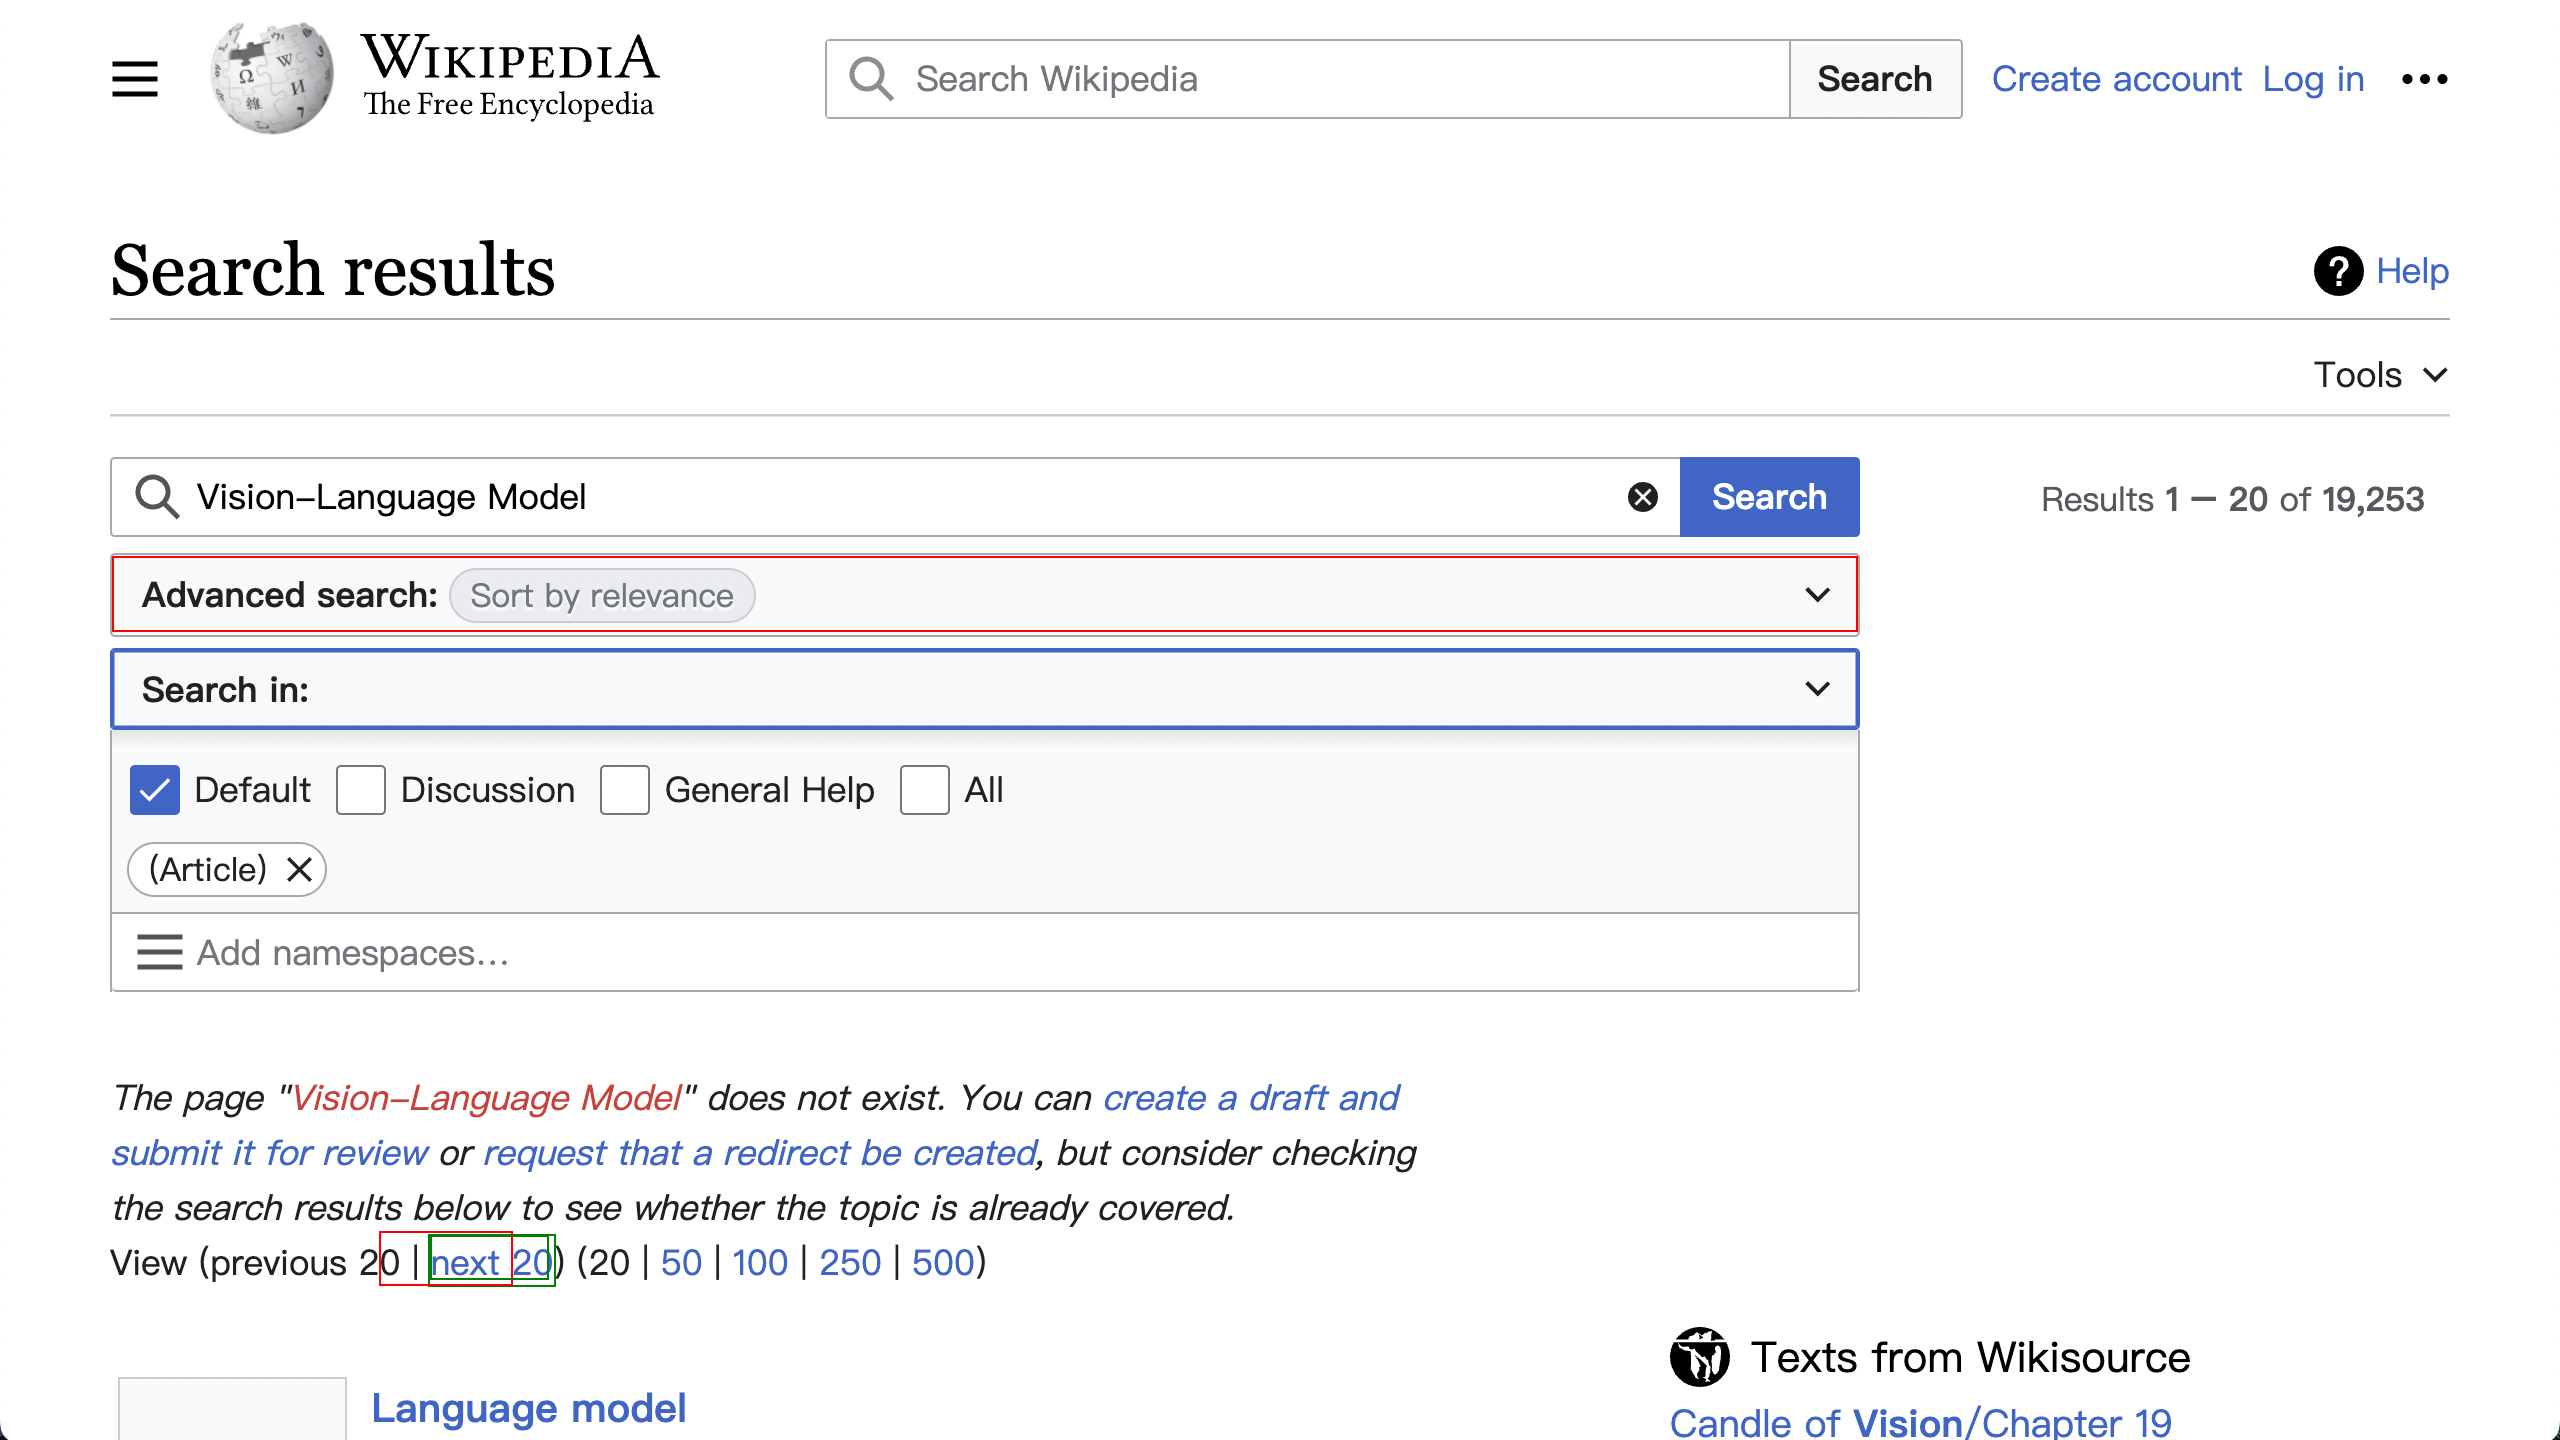 WIKIPEDIA
The Free Encyclopedia
Search Wikipedia
Search
Create account Log in
Search results
Help
Tools
Vision–Language Model
Search
Results 1 – 20 of 19,253
Advanced search: Sort by relevance
Search in:
Default Discussion General Help All
(Article)
Add namespaces...
The page "Vision–Language Model" does not exist. You can create a draft and
submit it for review or request that a redirect be created, but consider checking
the search results below to see whether the topic is already covered.
View (previous 20 | next 20) (20 | 50 | 100 | 250 | 500)
Language model
Texts from Wikisource
Candle of Vision/Chapter 19